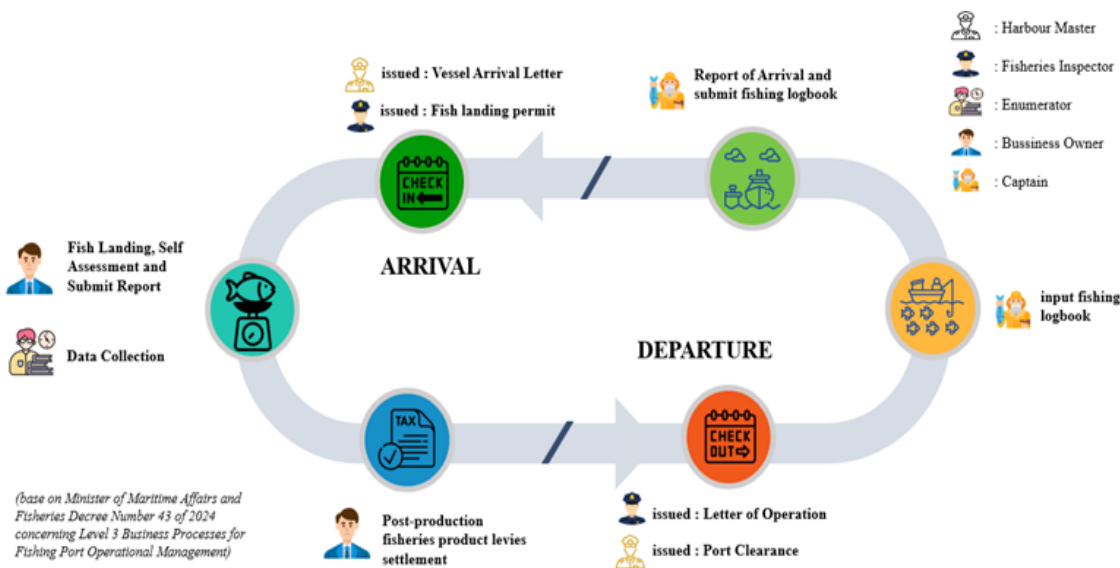 issued : Vessel Arrival Letter
issued : Fish landing permit
Report of Arrival and
submit fishing logbook
: Harbour Master
: Fisheries Inspector
: Enumerator
: Bussiness Owner
: Captain
CHECK
IN
ARRIVAL
Fish Landing, Self
Assessment and
Submit Report
Data Collection
input fishing
logbook
DEPARTURE
TAX
CHECK
OUT
Post-production
fisheries product levies
settlement
issued : Letter of Operation
issued : Port Clearance
(base on Minister of Maritime Affairs and
Fisheries Decree Number 43 of 2024
concerning Level 3 Business Processes for
Fishing Port Operational Management)